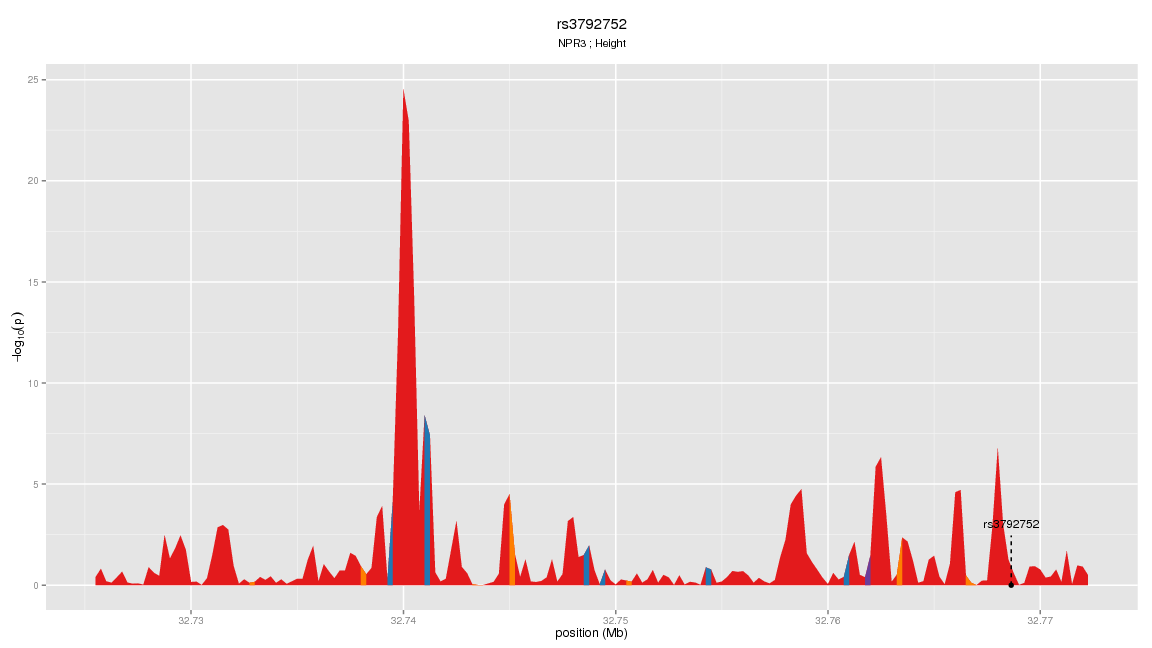 rs3792752
NPR3 ; Height
25
20
15
10
5
0
−log10(p)
rs3792752
32.73
32.74
32.75
32.76
32.77
position (Mb)